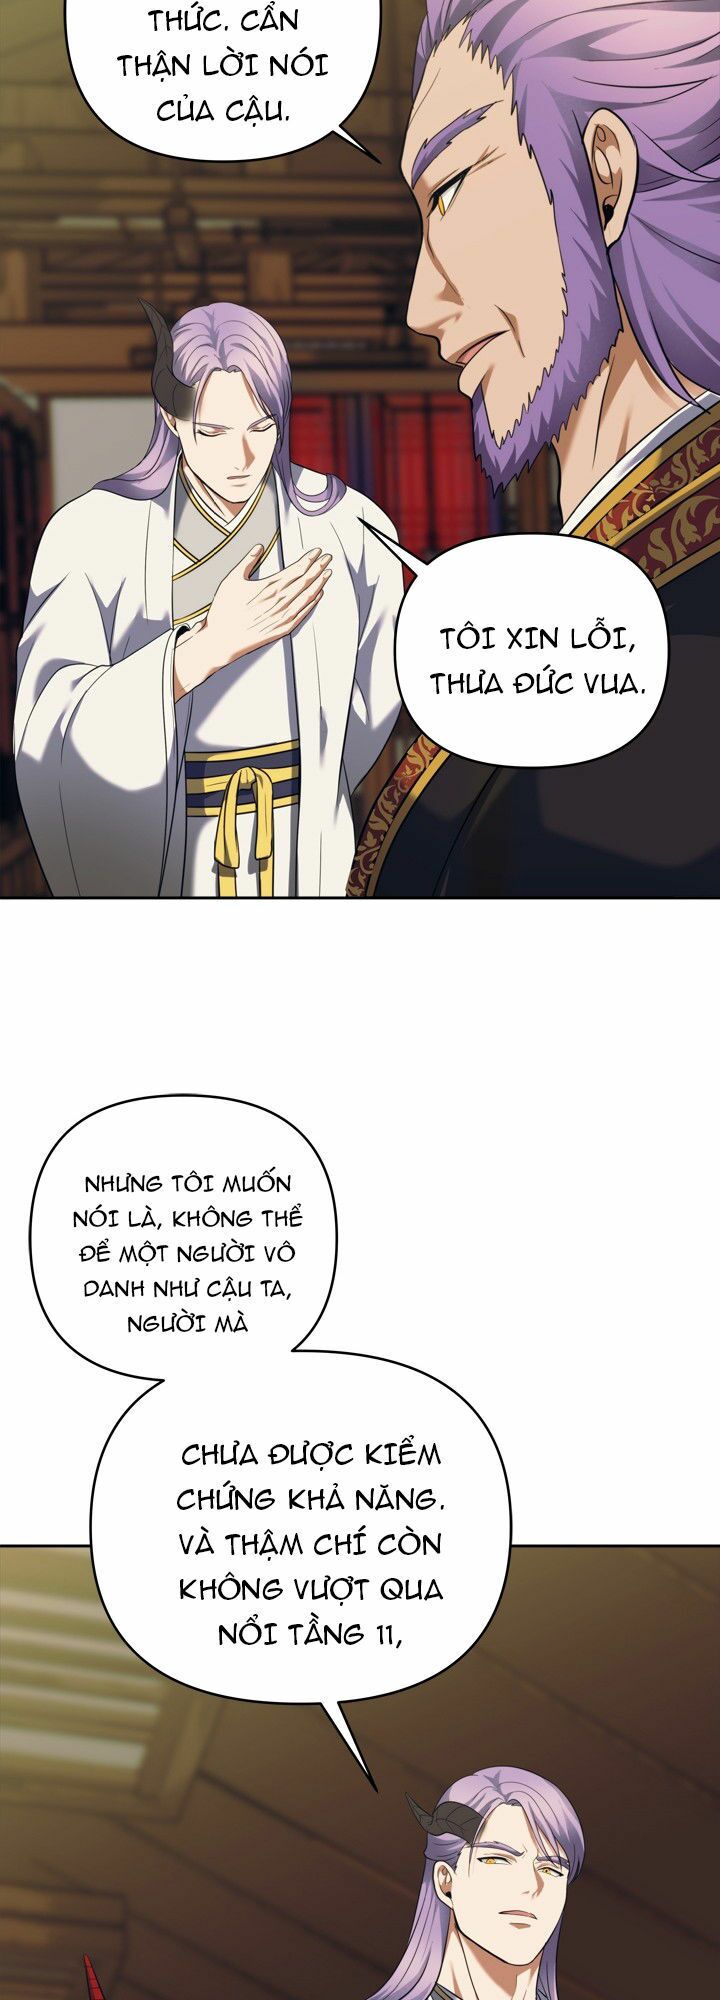 THỨC. CẨN
THẬN LỜI NÓI
CỦA CẬU.
TÔI XIN LỖI,
THƯA ĐỨC VUA.
NHƯNG TÔI MUỐN
NÓI LÀ, KHÔNG THỂ
ĐỂ MỘT NGƯỜI VÔ
DANH NHƯ CẬU TA,
NGƯỜI MÀ
CHƯA ĐƯỢC KIỂM
CHỨNG KHẢ NĂNG.
VÀ THẬM CHÍ CÒN
KHÔNG VƯỢT QUA
NỔI TẦNG 11,